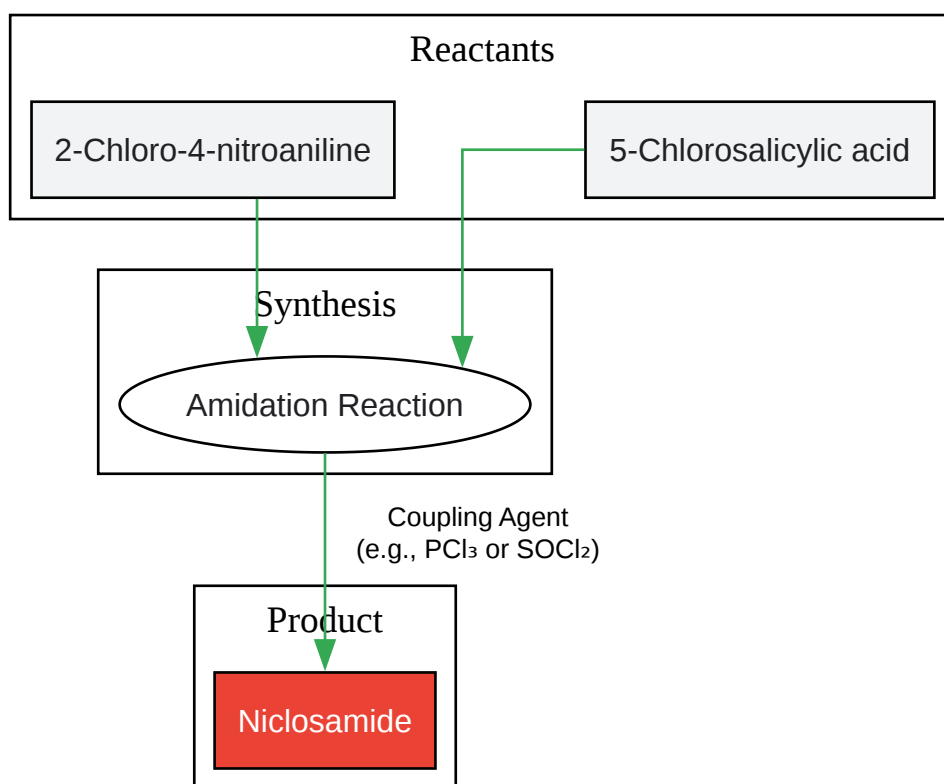 Reactants
2-Chloro-4-nitroaniline
5-Chlorosalicylic acid
Synthesis
Amidation Reaction
Coupling Agent
(e.g., PCl₃ or SOCl₂)
Product
Niclosamide